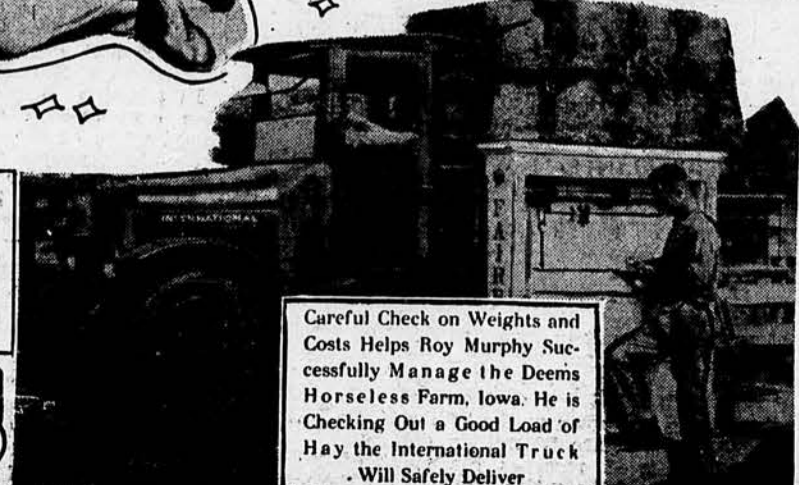 INTERNATIONAL
FAIR
Careful Check on Weights and
Costs Helps Roy Murphy Suc-
cessfully Manage the Deems
Horseless Farm, Iowa. He is
Checking Out a Good Load of
Hay the International Truck
Will Safely Deliver